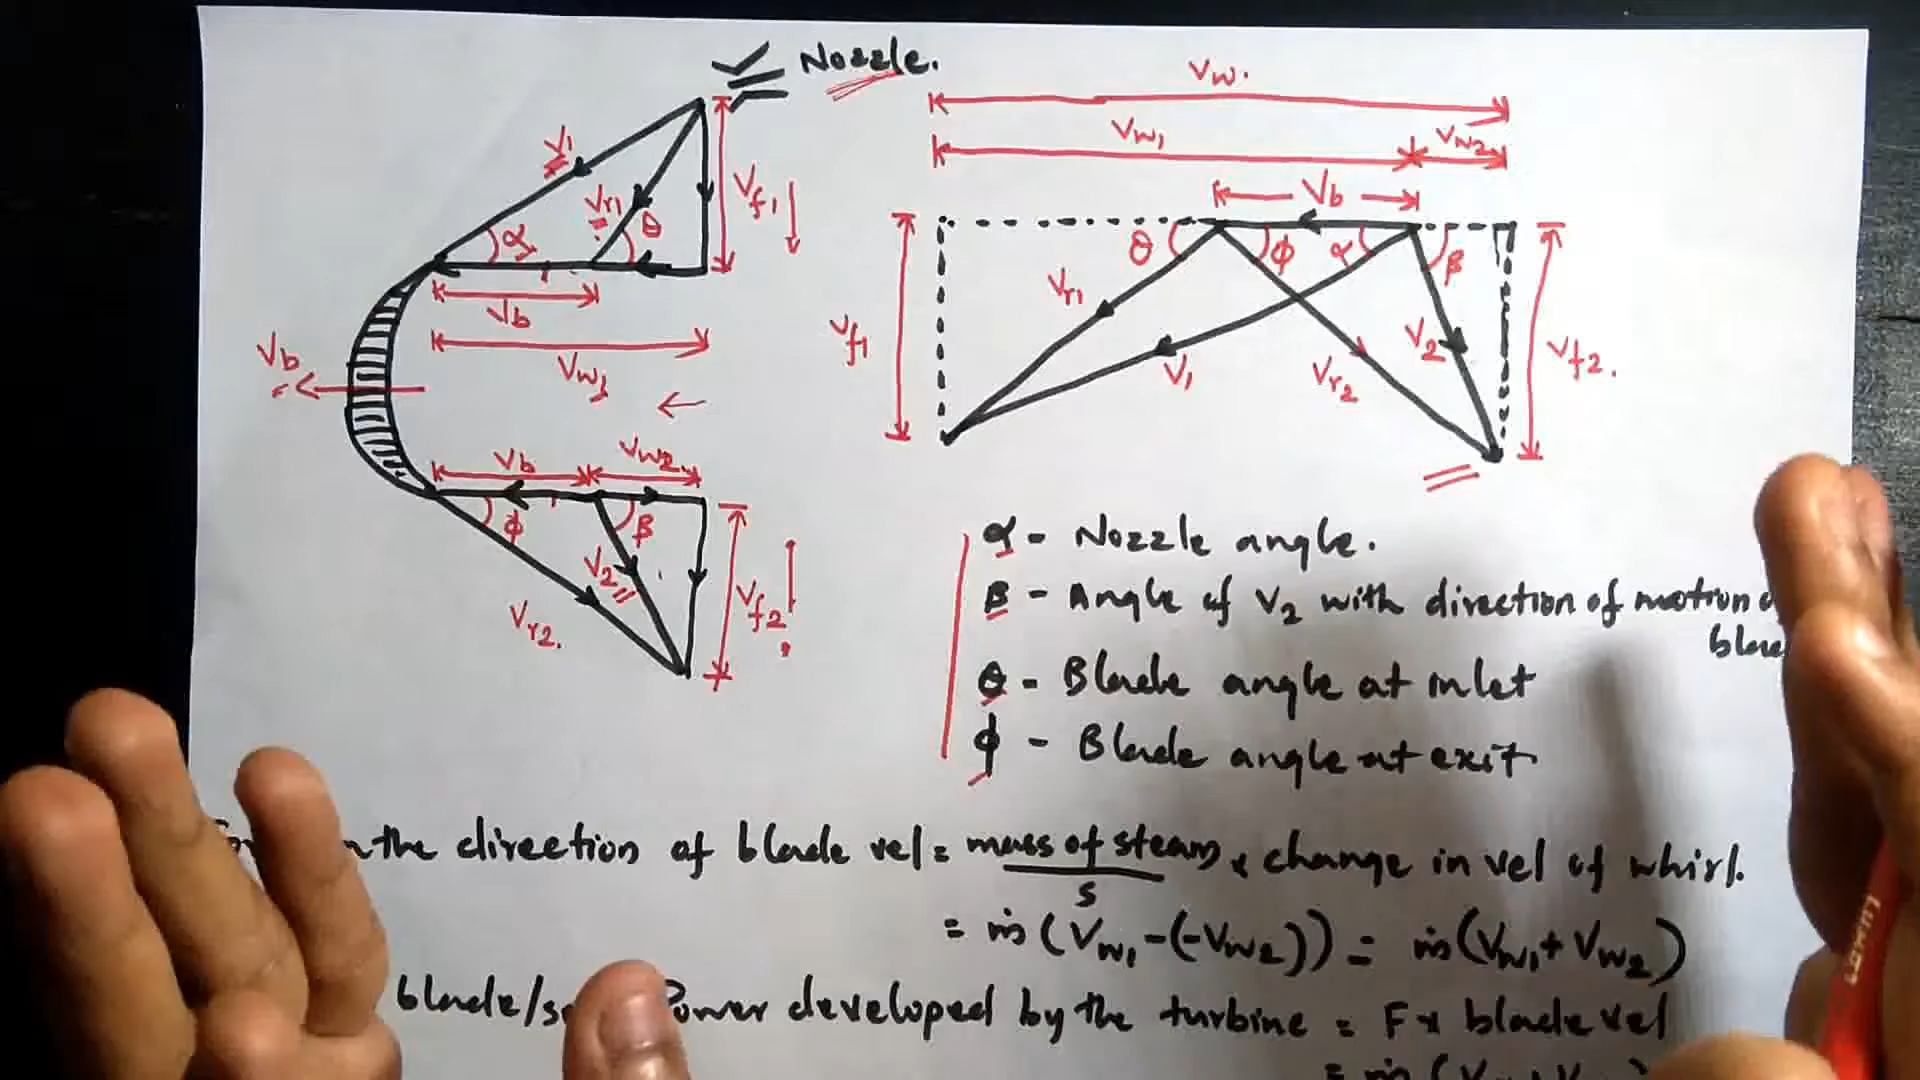 Nozzle.
V1
Vr1
α
θ
Vf1
Vb
Vw1
Vb
Vb
Vw2
φ
β
V2
Vr2.
Vf2
Vw.
Vw1
Vw2
Vb
θ
φ
α
β
Vr1
Vf1
V1
Vr2
V2
Vf2.
α - Nozzle angle.
β - Angle of V2 with direction of motion
θ - Blade angle at inlet
φ - Blade angle at exit
the direction of blade vel = mass of steam/s × change in vel of whirl.
= ṁ (Vw1 - (-Vw2)) = ṁ (Vw1 + Vw2)
blade/s Power developed by the turbine = F × blade vel
= ṁ (
LUXOR